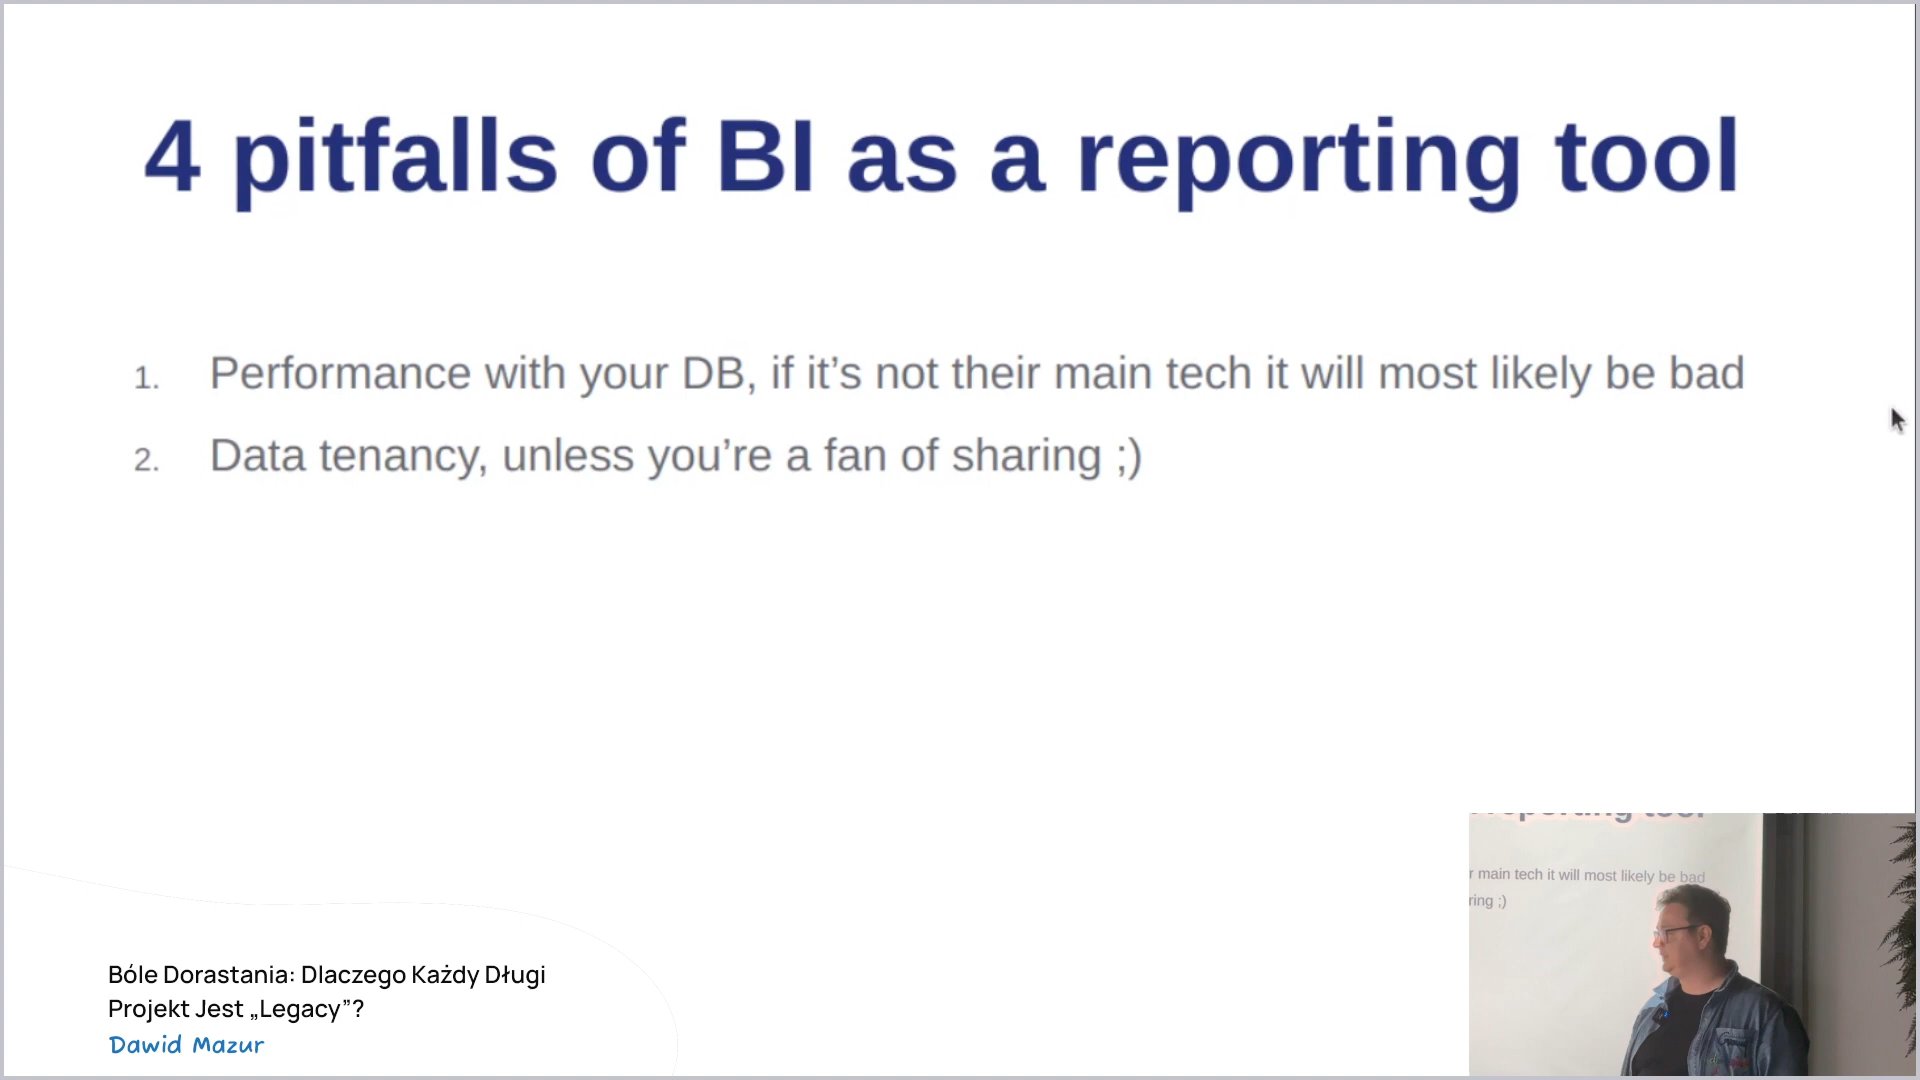 4 pitfalls of BI as a reporting tool
1. Performance with your DB, if it’s not their main tech it will most likely be bad
2. Data tenancy, unless you’re a fan of sharing ;)
reporting tool
r main tech it will most likely be bad
ring ;)
Bóle Dorastania: Dlaczego Każdy Długi
Projekt Jest „Legacy”?
Dawid Mazur